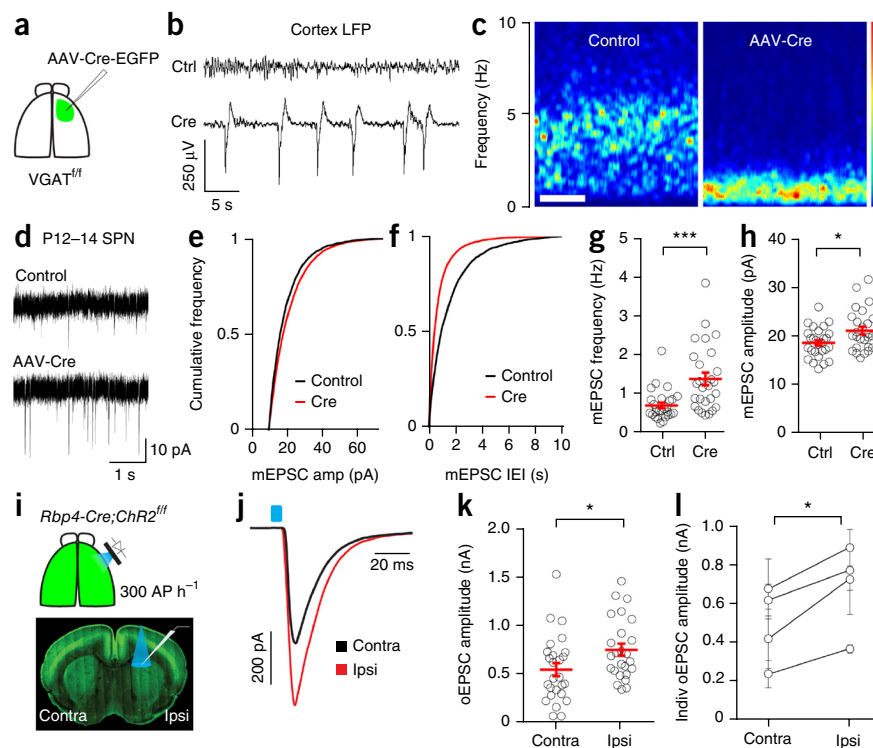 a
AAV-Cre-EGFP
VGAT^f/f
b
Cortex LFP
Ctrl
Cre
250 μV
5 s
c
Frequency (Hz)
10
5
0
Control
AAV-Cre
d
P12–14 SPN
Control
AAV-Cre
10 pA
1 s
e
Cumulative frequency
1
0.5
0
0 20 40 60
mEPSC amp (pA)
Control
Cre
f
1
0.5
0 2 4 6 8 10
mEPSC IEI (s)
Control
Cre
g
mEPSC frequency (Hz)
5
4
3
2
1
0
***
Ctrl Cre
h
mEPSC amplitude (pA)
40
30
20
10
0
*
Ctrl Cre
i
Rbp4-Cre;ChR2^f/f
300 AP h⁻¹
Contra
Ipsi
j
20 ms
200 pA
Contra
Ipsi
k
oEPSC amplitude (nA)
2.0
1.5
1.0
0.5
0
*
Contra Ipsi
l
Indiv oEPSC amplitude (nA)
1.0
0.8
0.6
0.4
0.2
0
*
Contra Ipsi